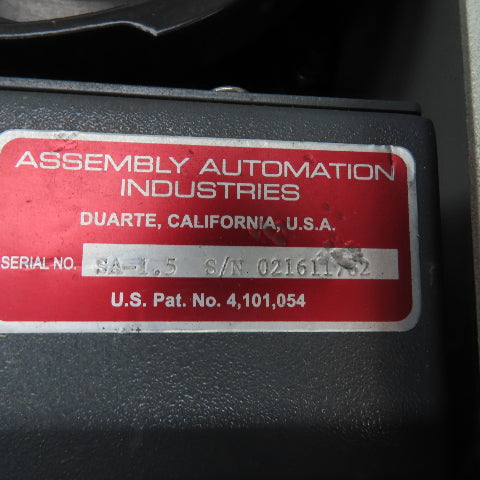 ASSEMBLY AUTOMATION
INDUSTRIES
DUARTE, CALIFORNIA, U.S.A.
SERIAL NO. SA-1.5 S/N
U.S. Pat. No. 4,101,054